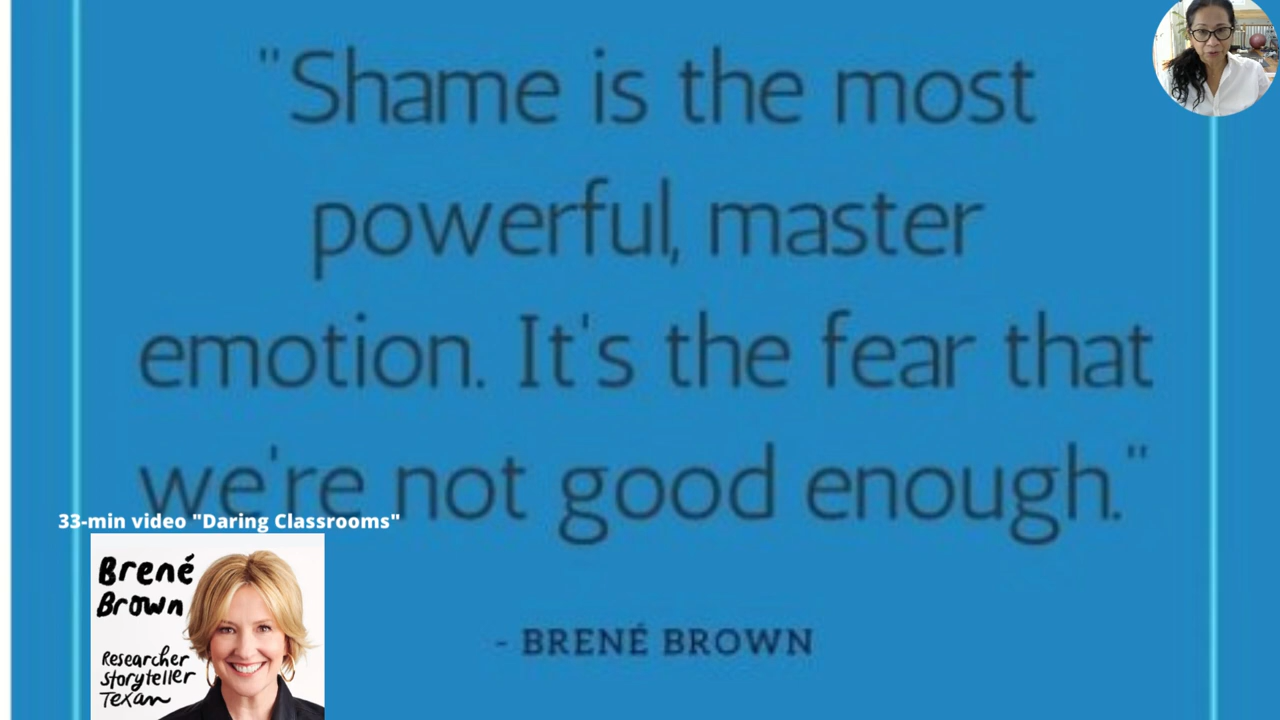 "Shame is the most
powerful, master
emotion. It's the fear that
we're not good enough."
- BRENÉ BROWN
33-min video "Daring Classrooms"
Brené
Brown
Researcher
Storyteller
Texan